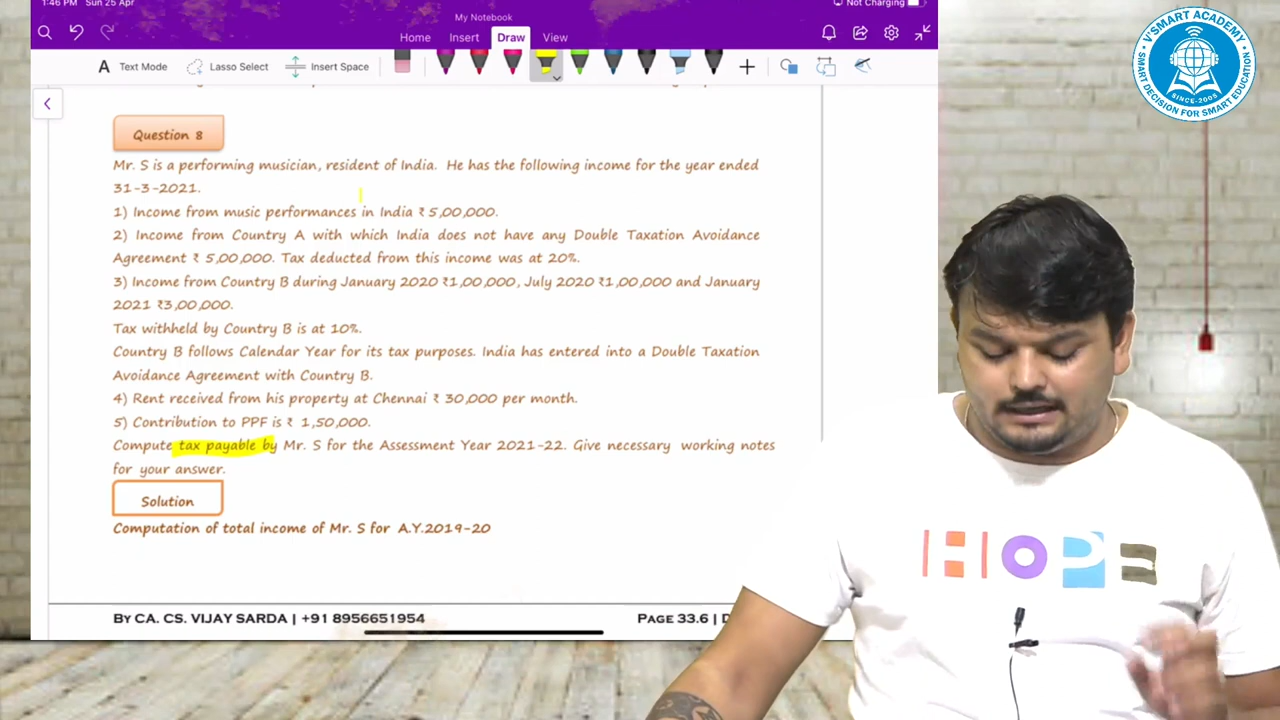 1:46 PM Sun 25 Apr
Not Charging
My Notebook
Home Insert Draw View
Text Mode Lasso Select Insert Space
Question 8
Mr. S is a performing musician, resident of India. He has the following income for the year ended
31-3-2021.
1) Income from music performances in India ₹ 5,00,000.
2) Income from Country A with which India does not have any Double Taxation Avoidance
Agreement ₹ 5,00,000. Tax deducted from this income was at 20%.
3) Income from Country B during January 2020 ₹1,00,000, July 2020 ₹1,00,000 and January
2021 ₹3,00,000.
Tax withheld by Country B is at 10%.
Country B follows Calendar Year for its tax purposes. India has entered into a Double Taxation
Avoidance Agreement with Country B.
4) Rent received from his property at Chennai ₹ 30,000 per month.
5) Contribution to PPF is ₹ 1,50,000.
Compute tax payable by Mr. S for the Assessment Year 2021-22. Give necessary working notes
for your answer.
Solution
Computation of total income of Mr. S for A.Y.2019-20
BY CA. CS. VIJAY SARDA | +91 8956651954
PAGE 33.6 |
V'SMART ACADEMY
SMART DECISION FOR SMART EDUCATION
SINCE-2005
HOPE